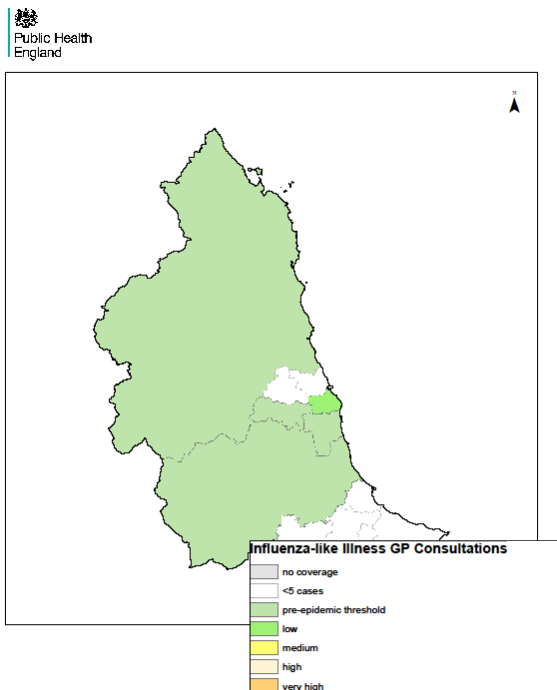 Public Health
England
N
Influenza-like Illness GP Consultations
no coverage
<5 cases
pre-epidemic threshold
low
medium
high
very high